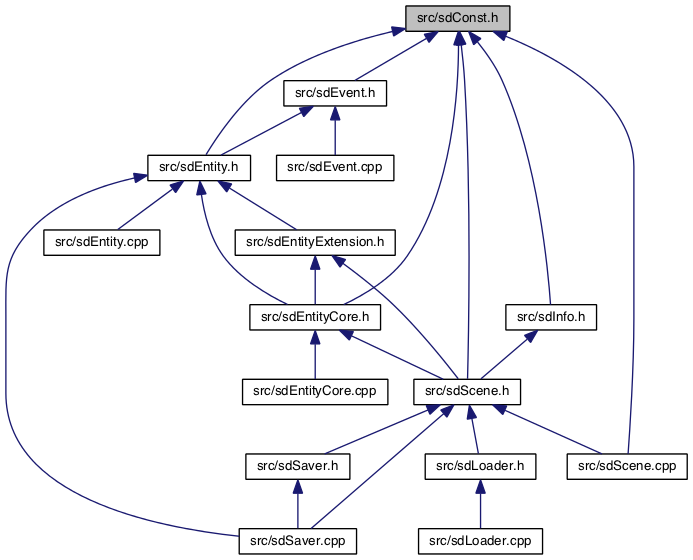 src/sdConst.h
src/sdEvent.h
src/sdEntity.h
src/sdEvent.cpp
src/sdEntity.cpp
src/sdEntityExtension.h
src/sdEntityCore.h
src/sdInfo.h
src/sdEntityCore.cpp
src/sdScene.h
src/sdSaver.h
src/sdLoader.h
src/sdScene.cpp
src/sdSaver.cpp
src/sdLoader.cpp